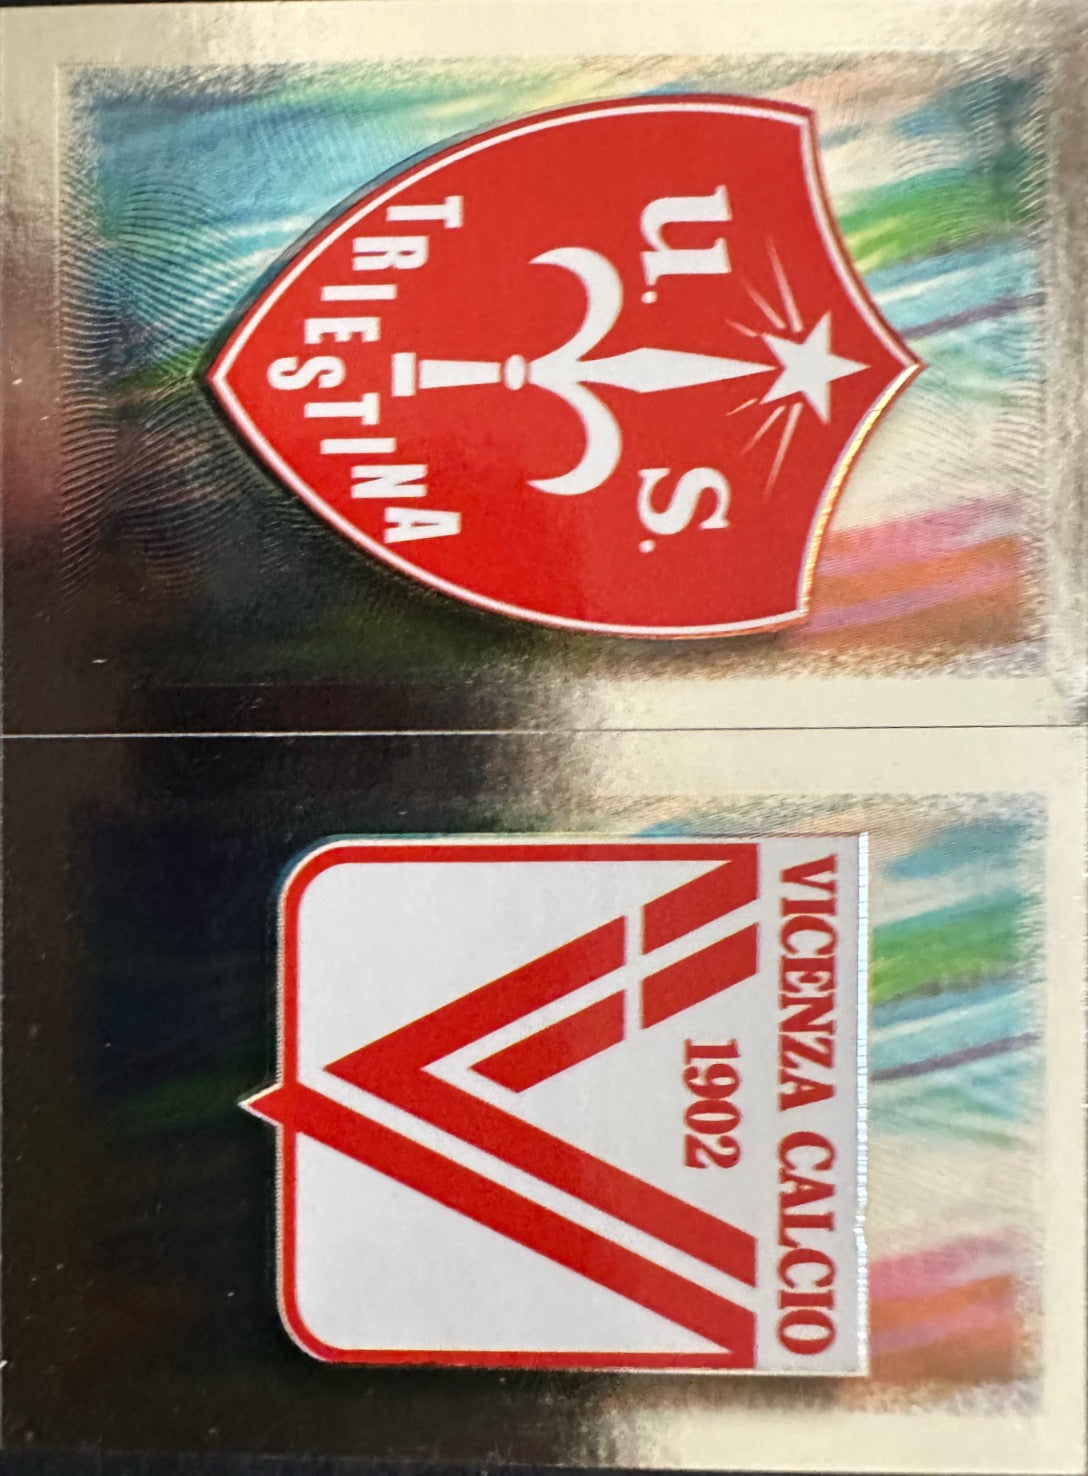 U. S.
TRIESTINA
VICENZA CALCIO
1902